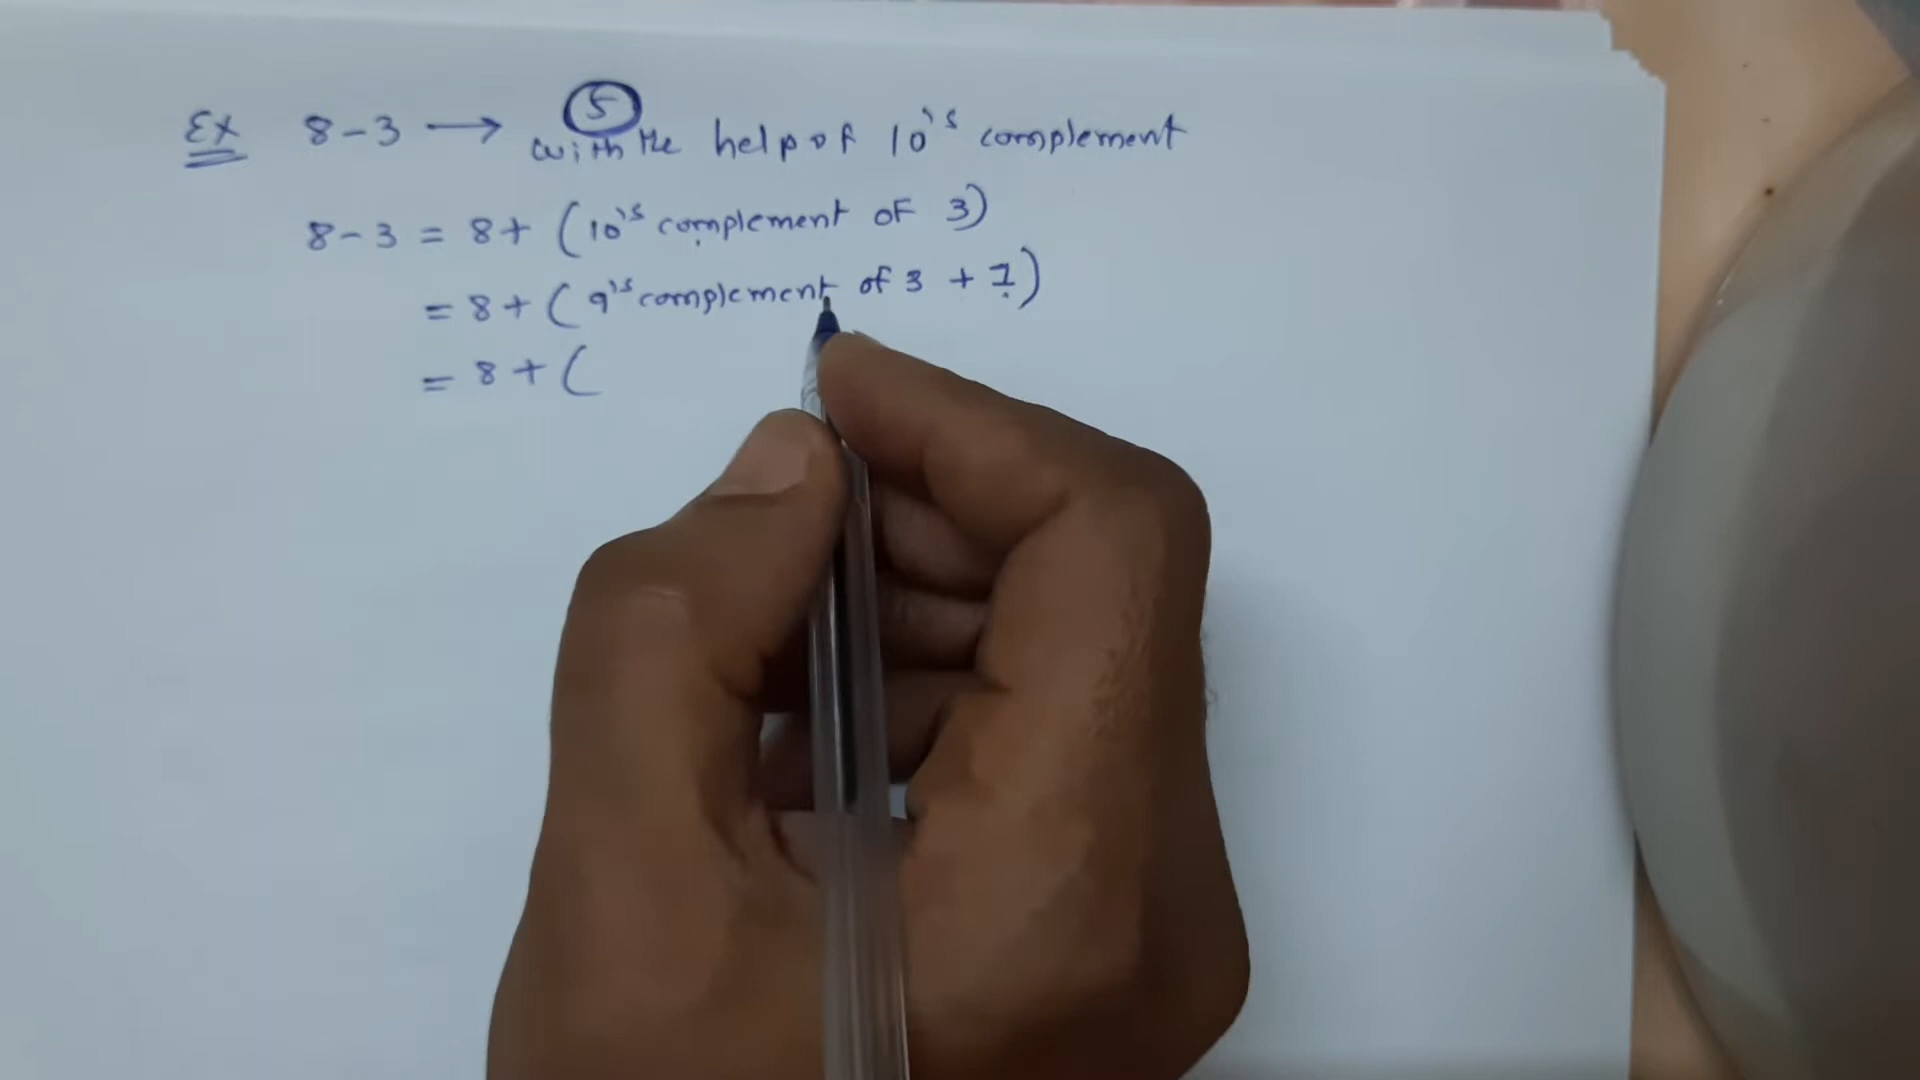 Ex 8-3 → ⑤ with the help of 10's complement
8-3 = 8+ (10's complement of 3)
= 8+ (9's complement of 3 + 1)
= 8+ (